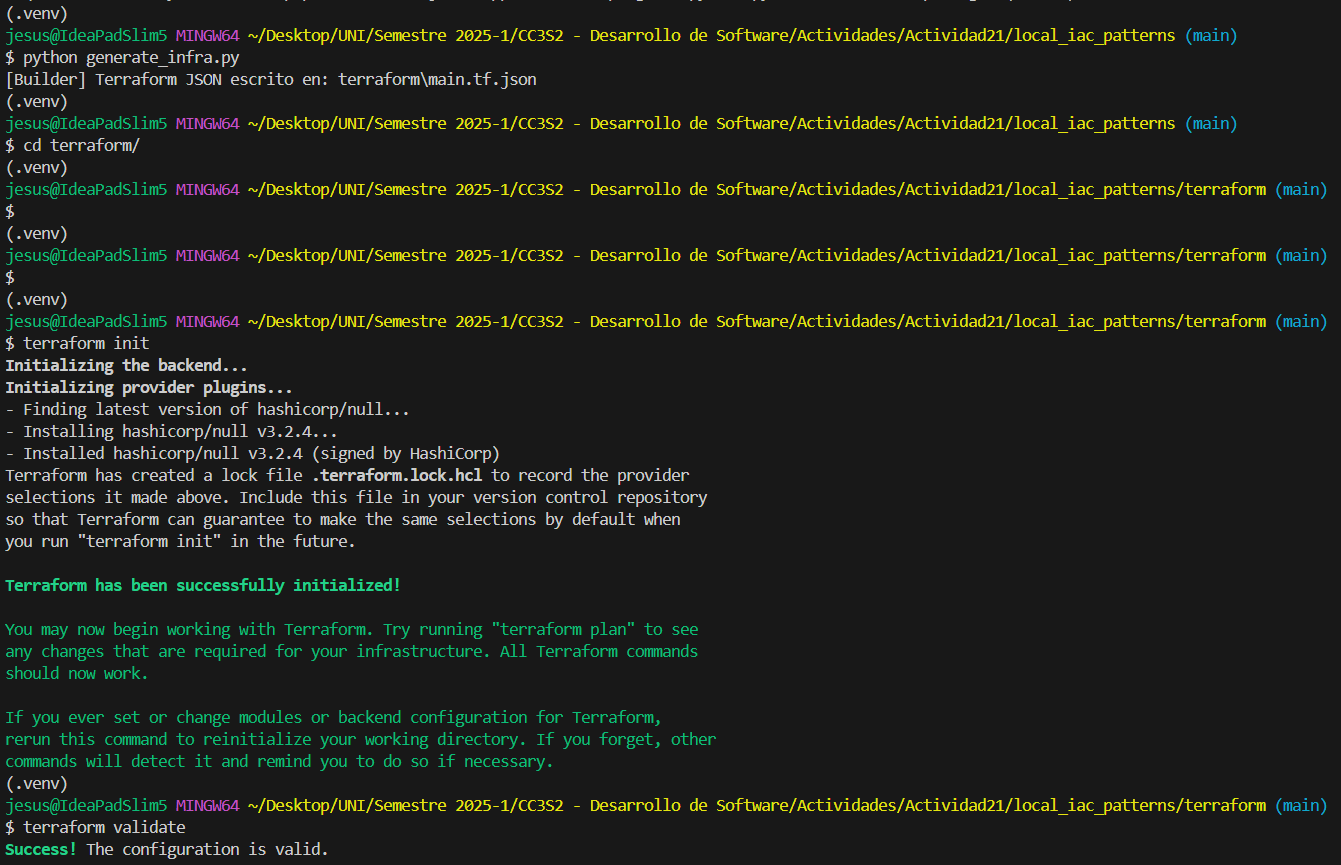 (.venv)
jesus@IdeaPadSlim5 MINGW64 ~/Desktop/UNI/Semestre 2025-1/CC3S2 - Desarrollo de Software/Actividades/Actividad21/local_iac_patterns (main)
$ python generate_infra.py
[Builder] Terraform JSON escrito en: terraform\main.tf.json
(.venv)
jesus@IdeaPadSlim5 MINGW64 ~/Desktop/UNI/Semestre 2025-1/CC3S2 - Desarrollo de Software/Actividades/Actividad21/local_iac_patterns (main)
$ cd terraform/
(.venv)
jesus@IdeaPadSlim5 MINGW64 ~/Desktop/UNI/Semestre 2025-1/CC3S2 - Desarrollo de Software/Actividades/Actividad21/local_iac_patterns/terraform (main)
$
(.venv)
jesus@IdeaPadSlim5 MINGW64 ~/Desktop/UNI/Semestre 2025-1/CC3S2 - Desarrollo de Software/Actividades/Actividad21/local_iac_patterns/terraform (main)
$
(.venv)
jesus@IdeaPadSlim5 MINGW64 ~/Desktop/UNI/Semestre 2025-1/CC3S2 - Desarrollo de Software/Actividades/Actividad21/local_iac_patterns/terraform (main)
$ terraform init
Initializing the backend...
Initializing provider plugins...
- Finding latest version of hashicorp/null...
- Installing hashicorp/null v3.2.4...
- Installed hashicorp/null v3.2.4 (signed by HashiCorp)
Terraform has created a lock file .terraform.lock.hcl to record the provider
selections it made above. Include this file in your version control repository
so that Terraform can guarantee to make the same selections by default when
you run "terraform init" in the future.

Terraform has been successfully initialized!

You may now begin working with Terraform. Try running "terraform plan" to see
any changes that are required for your infrastructure. All Terraform commands
should now work.

If you ever set or change modules or backend configuration for Terraform,
rerun this command to reinitialize your working directory. If you forget, other
commands will detect it and remind you to do so if necessary.
(.venv)
jesus@IdeaPadSlim5 MINGW64 ~/Desktop/UNI/Semestre 2025-1/CC3S2 - Desarrollo de Software/Actividades/Actividad21/local_iac_patterns/terraform (main)
$ terraform validate
Success! The configuration is valid.